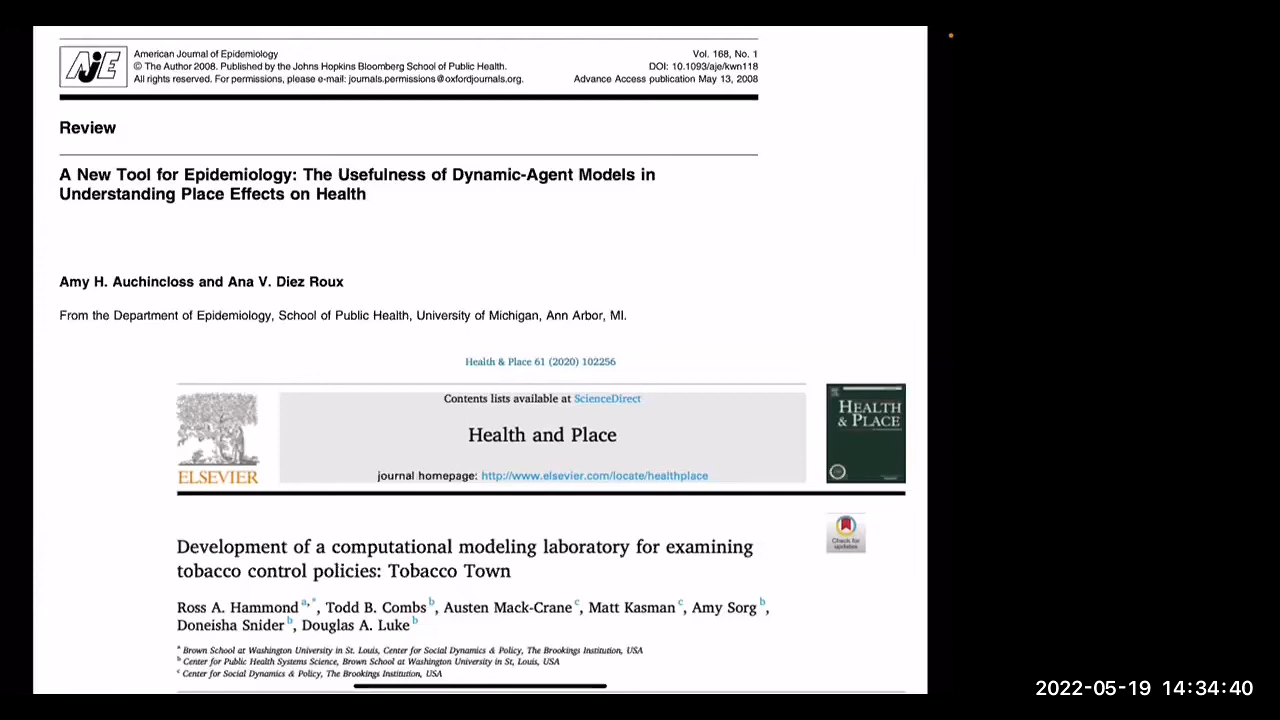 AJE
American Journal of Epidemiology
© The Author 2008. Published by the Johns Hopkins Bloomberg School of Public Health.
All rights reserved. For permissions, please e-mail: journals.permissions@oxfordjournals.org.
Vol. 168, No. 1
DOI: 10.1093/aje/kwn118
Advance Access publication May 13, 2008
Review
A New Tool for Epidemiology: The Usefulness of Dynamic-Agent Models in
Understanding Place Effects on Health
Amy H. Auchincloss and Ana V. Diez Roux
From the Department of Epidemiology, School of Public Health, University of Michigan, Ann Arbor, MI.
Health & Place 61 (2020) 102256
Contents lists available at ScienceDirect
Health and Place
journal homepage: http://www.elsevier.com/locate/healthplace
ELSEVIER
HEALTH
& PLACE
Check for
updates
Development of a computational modeling laboratory for examining
tobacco control policies: Tobacco Town
Ross A. Hammond a,*, Todd B. Combs b, Austen Mack-Crane c, Matt Kasman c, Amy Sorg b,
Doneisha Snider b, Douglas A. Luke b
a Brown School at Washington University in St. Louis, Center for Social Dynamics & Policy, The Brookings Institution, USA
b Center for Public Health Systems Science, Brown School at Washington University in St, Louis, USA
c Center for Social Dynamics & Policy, The Brookings Institution, USA
2022-05-19 14:34:40